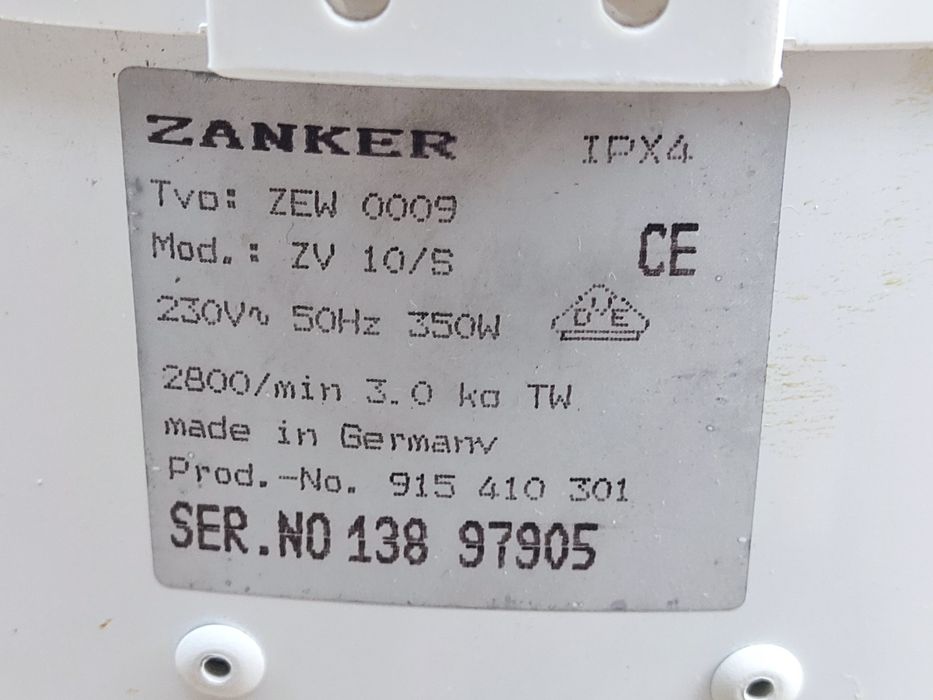 ZANKER IPX4
Typ: ZEW 0009
Mod.: ZV 10/S
CE
230V~ 50Hz 350W
DVE
2800/min 3.0 kg TW
made in Germany
Prod.-No. 915 410 301
SER.NO 138 97905